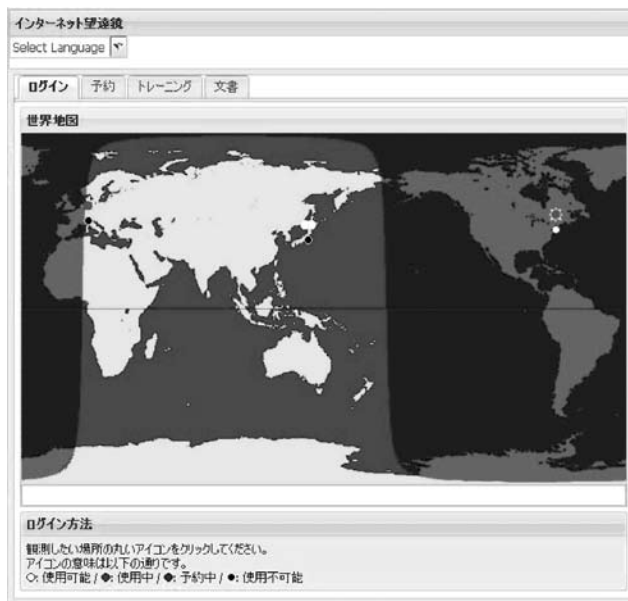 インターネット望遠鏡
Select Language
ログイン 予約 トレーニング 文書
世界地図
ログイン方法
観測したい場所の丸いアイコンをクリックしてください。
アイコンの意味は以下の通りです。
○: 使用可能 / ●: 使用中 / ●: 予約中 / ●: 使用不可能